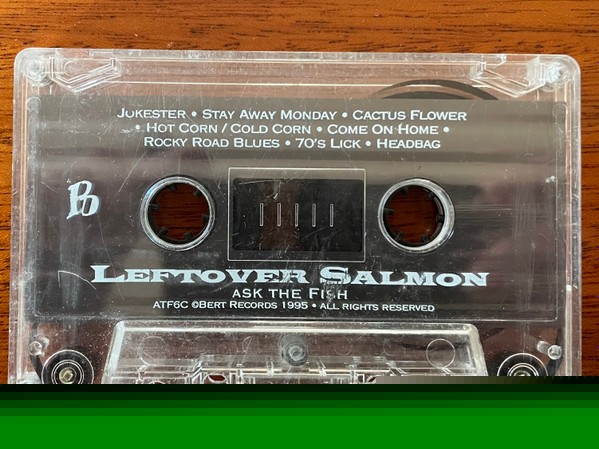 Jukester • Stay Away Monday • Cactus Flower
• Hot Corn / Cold Corn • Come On Home •
Rocky Road Blues • 70's Lick • Headbag
B
Leftover Salmon
ask the Fish
ATF6C ©Bert Records 1995 • all rights reserved